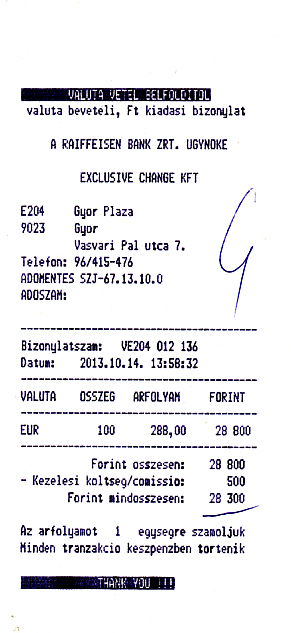 VALUTA VETEL BELFOLDITOL
valuta beveteli, Ft kiadasi bizonylat
A RAIFFEISEN BANK ZRT. UGYNOKE
EXCLUSIVE CHANGE KFT
E204 Gyor Plaza
9023 Gyor
Vasvari Pal utca 7.
Telefon: 96/415-476
ADOMENTES SZJ-67.13.10.0
ADOSZAM:
Bizonylatszam: VE204 012 136
Datum: 2013.10.14. 13:58:32
VALUTA OSSZEG ARFOLYAM FORINT
EUR 100 288,00 28 800
Forint osszesen: 28 800
- Kezelesi koltseg/comissio: 500
Forint mindosszesen: 28 300
Az arfolyamot 1 egysegre szamoljuk
Minden tranzakcio keszpenzben tortenik
THANK YOU !!!